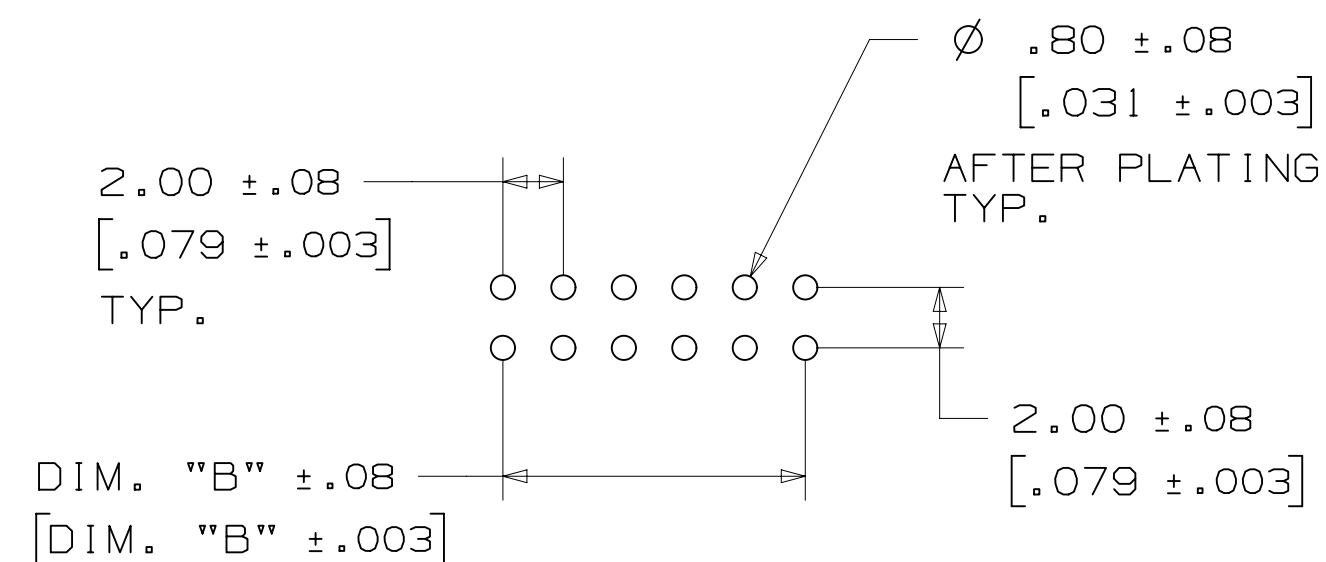 Ø .80 ±.08
[.031 ±.003]
AFTER PLATING
TYP.
2.00 ±.08
[.079 ±.003]
TYP.
2.00 ±.08
[.079 ±.003]
DIM. "B" ±.08
[DIM. "B" ±.003]